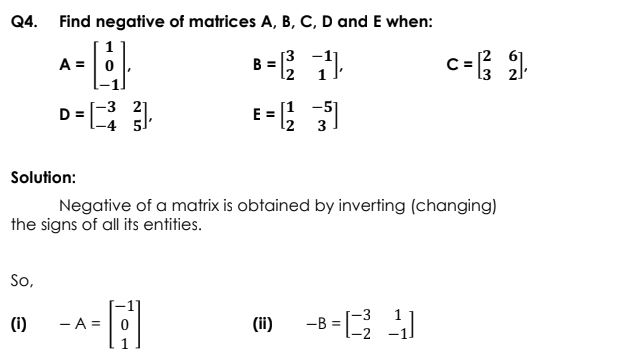 Q4. Find negative of matrices A, B, C, D and E when:
A = [1 0 −1], B = [3 −1 2 1], C = [2 6 3 2],
D = [−3 2 −4 5], E = [1 −5 2 3]
Solution:
Negative of a matrix is obtained by inverting (changing)
the signs of all its entities.
So,
(i) − A = [−1 0 1] (ii) −B = [−3 1 −2 −1]